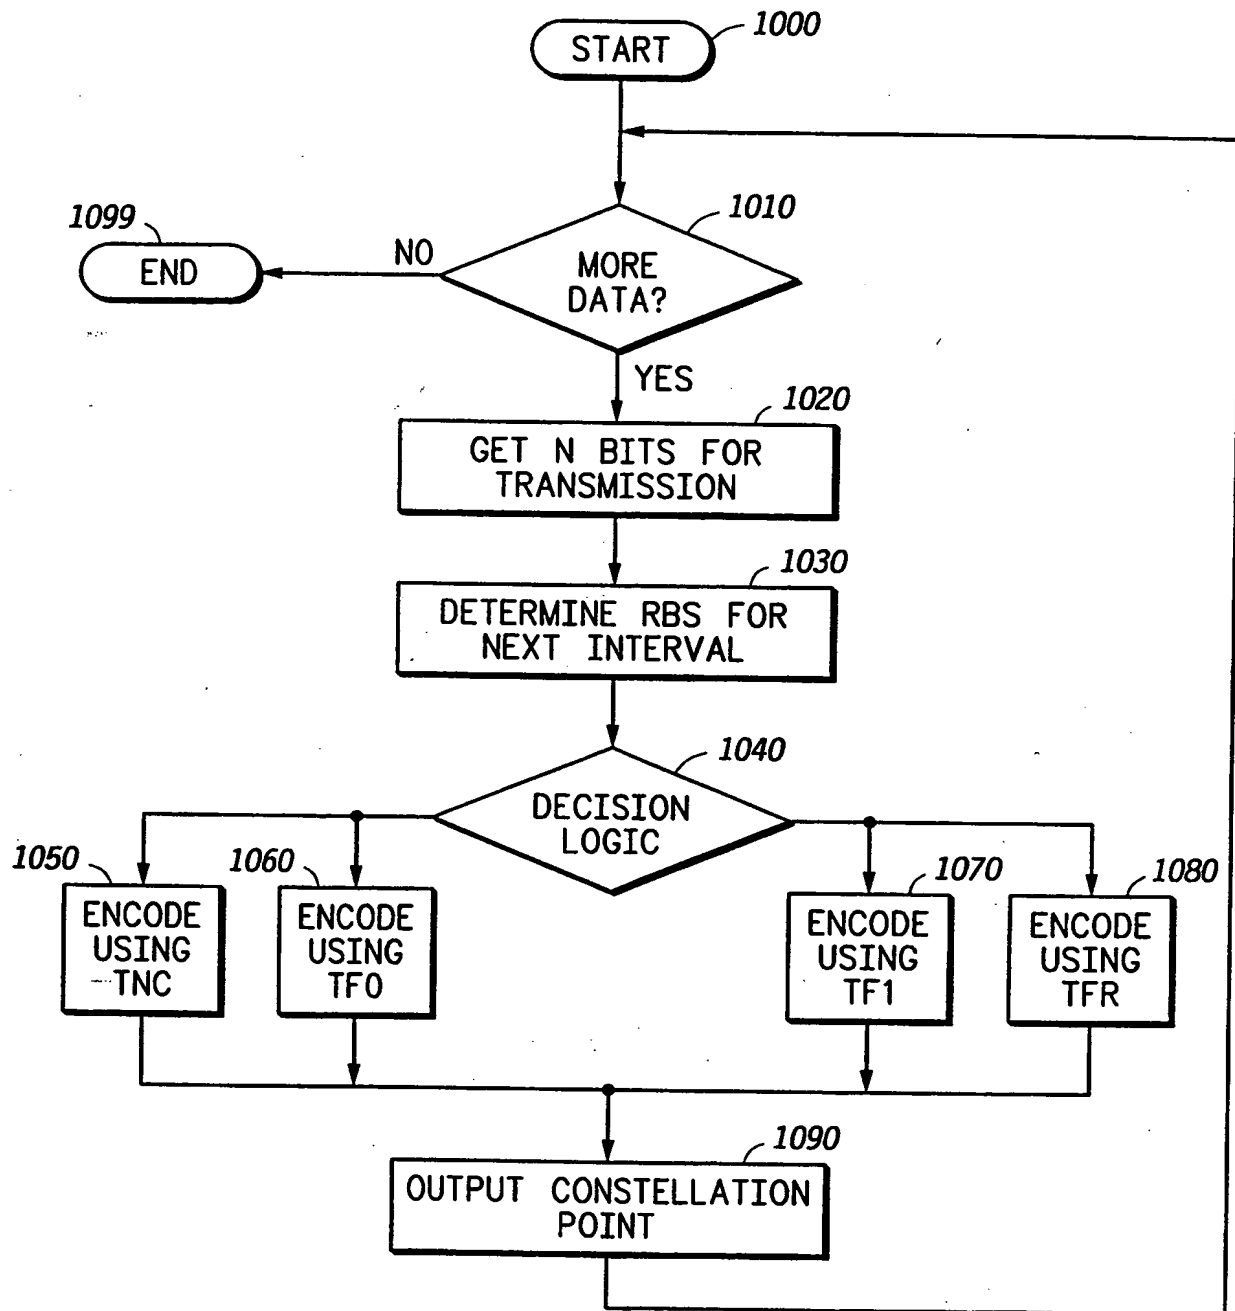 START
1000
1010
MORE
DATA?
NO
1099
END
YES
1020
GET N BITS FOR
TRANSMISSION
1030
DETERMINE RBS FOR
NEXT INTERVAL
1040
DECISION
LOGIC
1050
ENCODE
USING
TNC
1060
ENCODE
USING
TF0
1070
ENCODE
USING
TF1
1080
ENCODE
USING
TFR
1090
OUTPUT CONSTELLATION
POINT